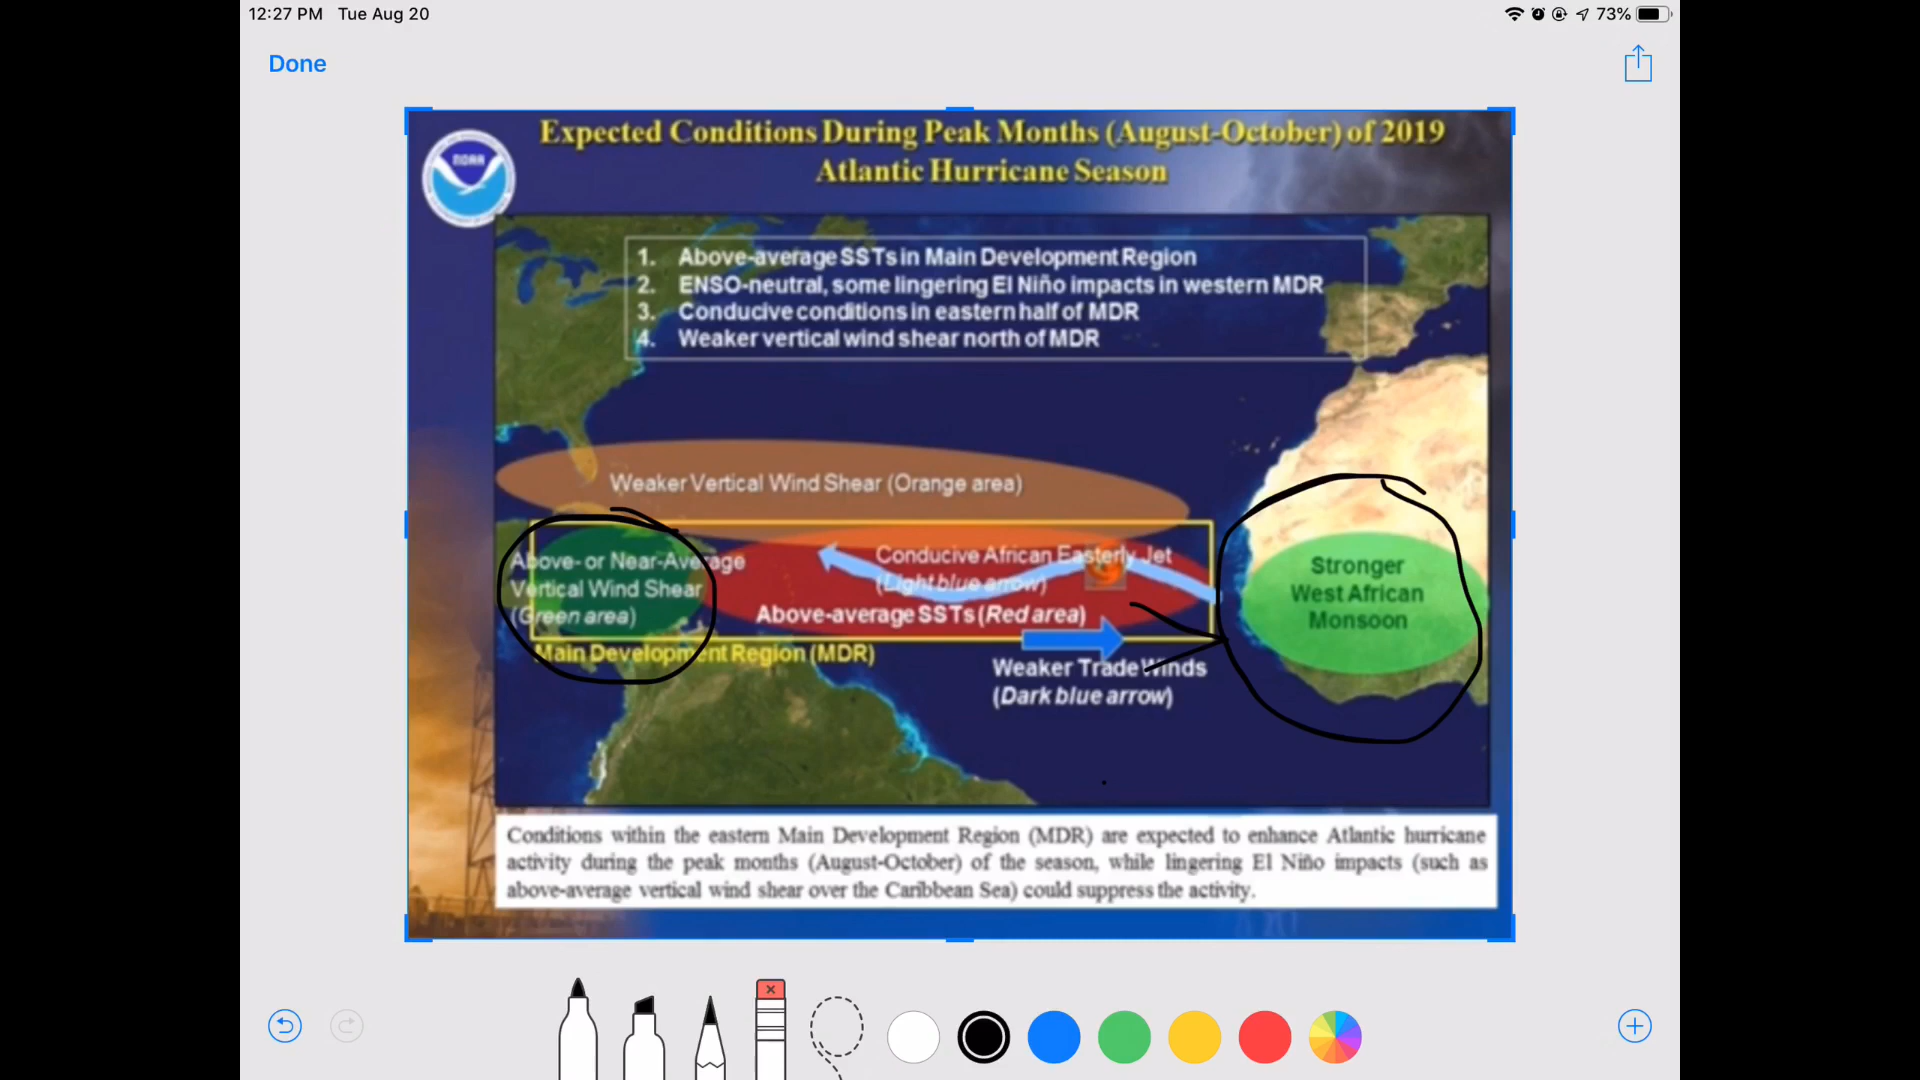 12:27 PM Tue Aug 20
73%
Done
NOAA
Expected Conditions During Peak Months (August-October) of 2019
Atlantic Hurricane Season
1. Above-average SSTs in Main Development Region
2. ENSO-neutral, some lingering El Niño impacts in western MDR
3. Conducive conditions in eastern half of MDR
4. Weaker vertical wind shear north of MDR
Weaker Vertical Wind Shear (Orange area)
Above- or Near-Average
Vertical Wind Shear
(Green area)
Conducive African Easterly Jet
(Light blue arrow)
Above-average SSTs (Red area)
Main Development Region (MDR)
Weaker Trade Winds
(Dark blue arrow)
Stronger
West African
Monsoon
Conditions within the eastern Main Development Region (MDR) are expected to enhance Atlantic hurricane
activity during the peak months (August-October) of the season, while lingering El Niño impacts (such as
above-average vertical wind shear over the Caribbean Sea) could suppress the activity.